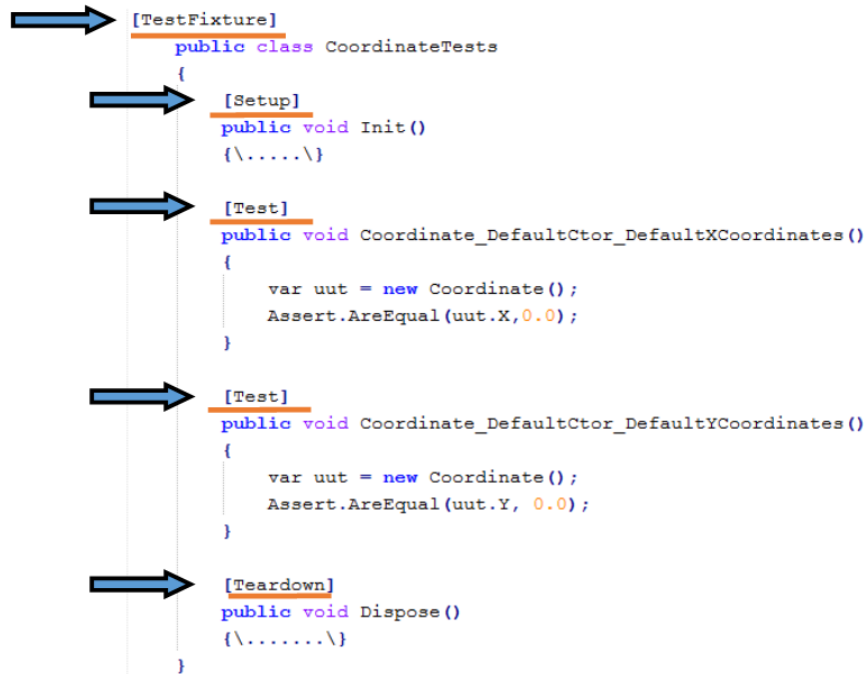 [TestFixture]
public class CoordinateTests
{
[Setup]
public void Init()
{\.....\}
[Test]
public void Coordinate_DefaultCtor_DefaultXCoordinates()
{
var uut = new Coordinate();
Assert.AreEqual(uut.X,0.0);
}
[Test]
public void Coordinate_DefaultCtor_DefaultYCoordinates()
{
var uut = new Coordinate();
Assert.AreEqual(uut.Y, 0.0);
}
[Teardown]
public void Dispose()
{\.......\}
}